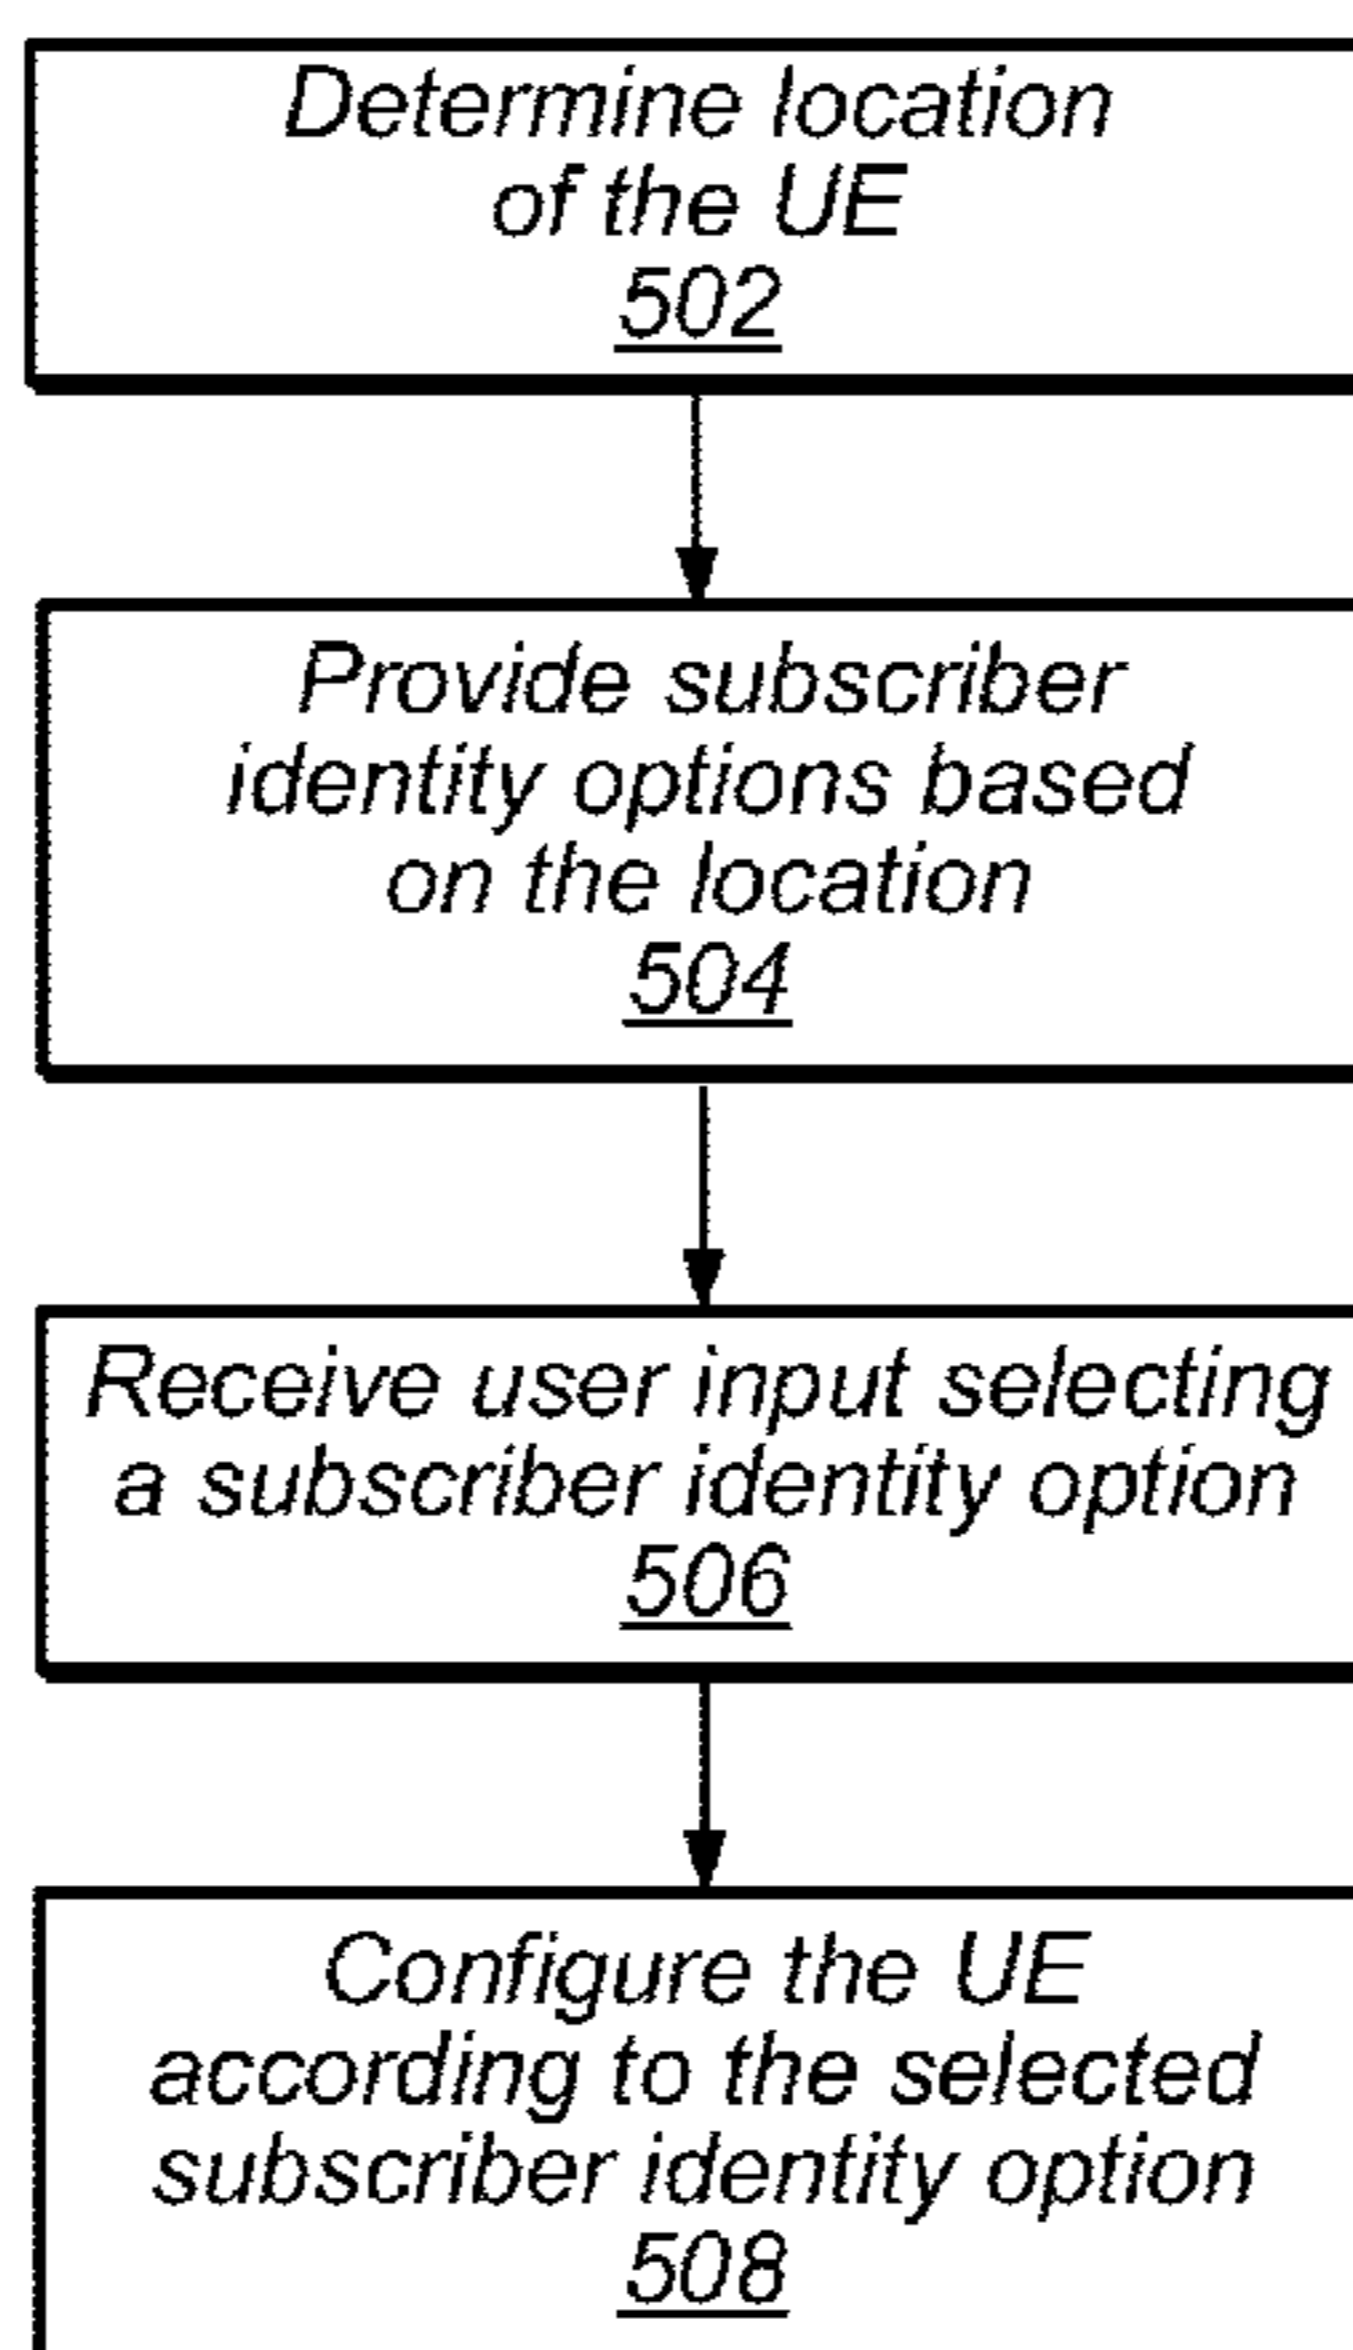 Determine location
of the UE
502
Provide subscriber
identity options based
on the location
504
Receive user input selecting
a subscriber identity option
506
Configure the UE
according to the selected
subscriber identity option
508